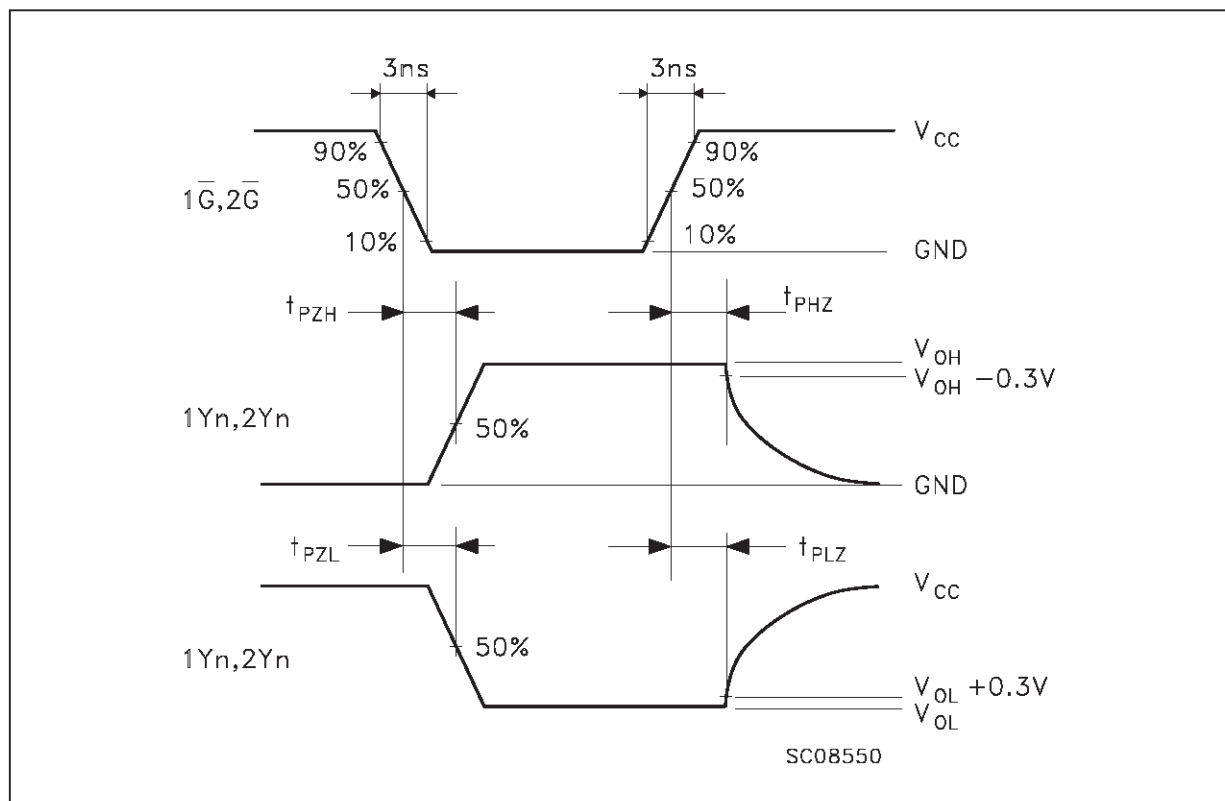 3ns 3ns
V_CC
90% 90%
1G̅,2G̅ 50% 50%
10% 10%
GND
t_PZH t_PHZ
V_OH
V_OH −0.3V
1Yn,2Yn 50%
GND
t_PZL t_PLZ
V_CC
1Yn,2Yn 50%
V_OL +0.3V
V_OL
SC08550